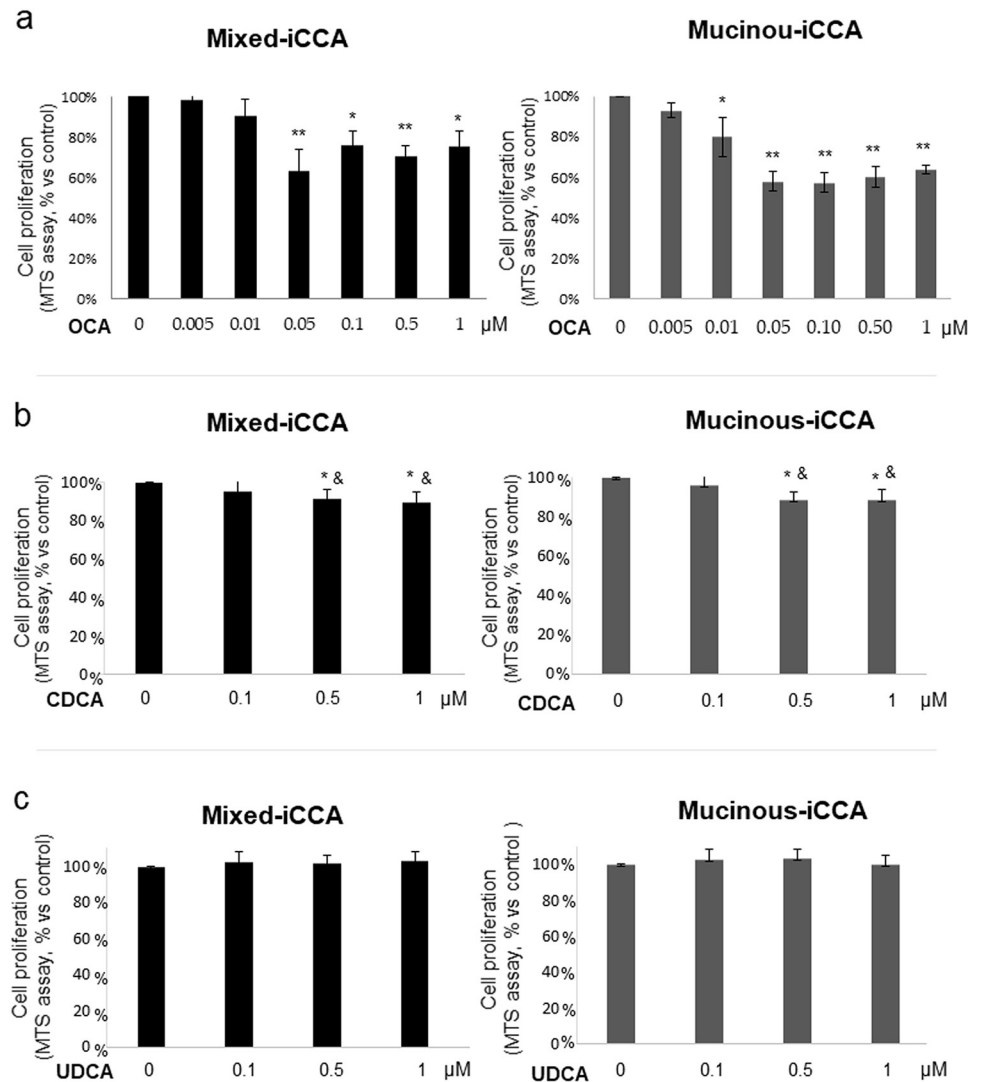 a
Mixed-iCCA
Cell proliferation
(MTS assay, % vs control)
100%
80%
60%
40%
20%
0%
** * ** *
OCA 0 0.005 0.01 0.05 0.1 0.5 1 µM
Mucinou-iCCA
Cell proliferation
(MTS assay, % vs control)
100%
80%
60%
40%
20%
0%
* ** ** ** **
OCA 0 0.005 0.01 0.05 0.10 0.50 1 µM
b
Mixed-iCCA
Cell proliferation
(MTS assay, % vs control)
100%
80 %
60 %
40 %
20 %
0%
* & * &
CDCA 0 0.1 0.5 1 µM
Mucinous-iCCA
Cell proliferation
(MTS assay, % vs control)
100 %
80 %
60 %
40 %
20 %
0%
* & * &
CDCA 0 0.1 0.5 1 µM
c
Mixed-iCCA
Cell proliferation
(MTS assay, % vs control)
100 %
80 %
60 %
40 %
20 %
0 %
UDCA 0 0.1 0.5 1 µM
Mucinous-iCCA
Cell proliferation
(MTS assay, % vs control )
100%
80 %
60 %
40 %
20 %
0%
UDCA 0 0.1 0.5 1 µM